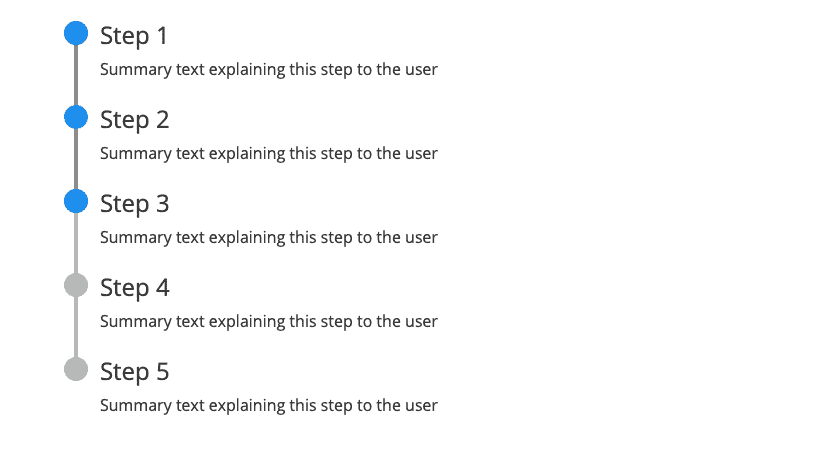 Step 1
Summary text explaining this step to the user
Step 2
Summary text explaining this step to the user
Step 3
Summary text explaining this step to the user
Step 4
Summary text explaining this step to the user
Step 5
Summary text explaining this step to the user